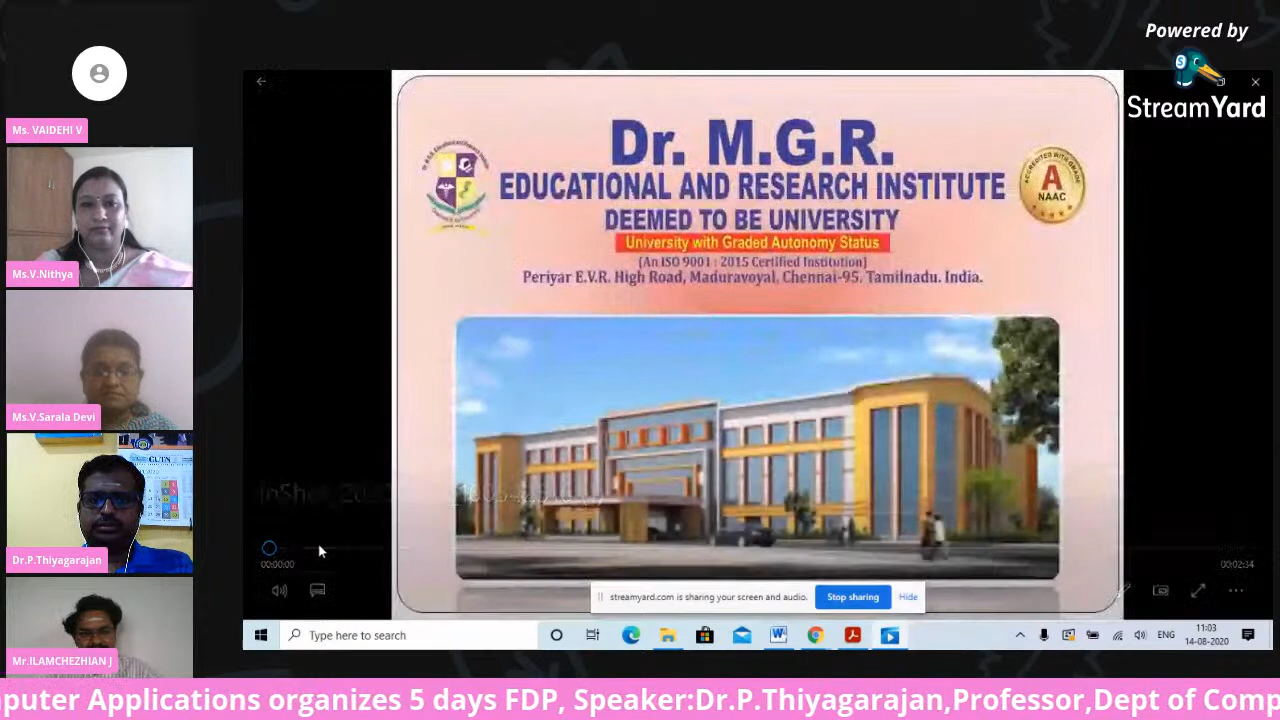 Powered by
StreamYard
Ms. VAIDEHI V
Ms.V.Nithya
Ms.V.Sarala Devi
Dr.P.Thiyagarajan
Mr.ILAMCHEZHIAN J
Dr. M.G.R.
EDUCATIONAL AND RESEARCH INSTITUTE
DEEMED TO BE UNIVERSITY
University with Graded Autonomy Status
(An ISO 9001 : 2015 Certified Institution)
Periyar E.V.R. High Road, Maduravoyal, Chennai-95. Tamilnadu. India.
ACCREDITED WITH GRADE
A
NAAC
00:00:00
00:02:34
streamyard.com is sharing your screen and audio.
Stop sharing
Hide
Type here to search
ENG
11:03
14-08-2020
puter Applications organizes 5 days FDP, Speaker:Dr.P.Thiyagarajan,Professor,Dept of Comp